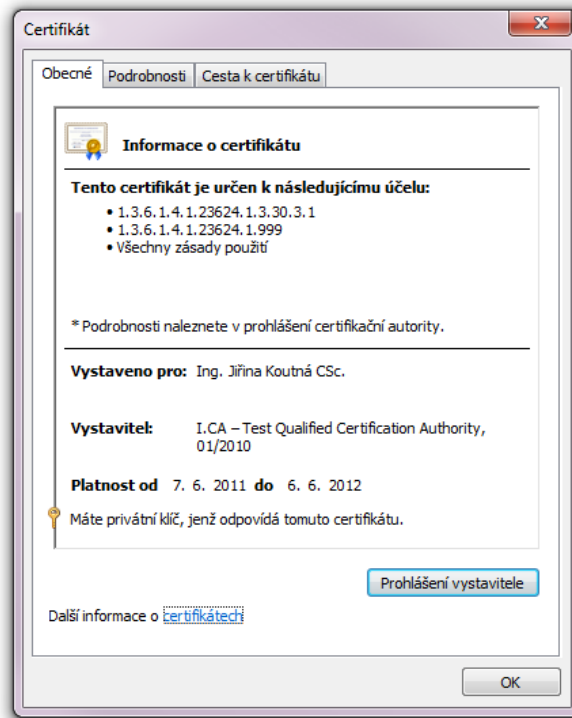 Certifikát
Obecné
Podrobnosti
Cesta k certifikátu
Informace o certifikátu
Tento certifikát je určen k následujícímu účelu:
• 1.3.6.1.4.1.23624.1.3.30.3.1
• 1.3.6.1.4.1.23624.1.999
• Všechny zásady použití
* Podrobnosti naleznete v prohlášení certifikační autority.
Vystaveno pro: Ing. Jiřina Koutná CSc.
Vystavitel: I.CA – Test Qualified Certification Authority,
01/2010
Platnost od 7. 6. 2011 do 6. 6. 2012
Máte privátní klíč, jenž odpovídá tomuto certifikátu.
Prohlášení vystavitele
Další informace o certifikátech
OK